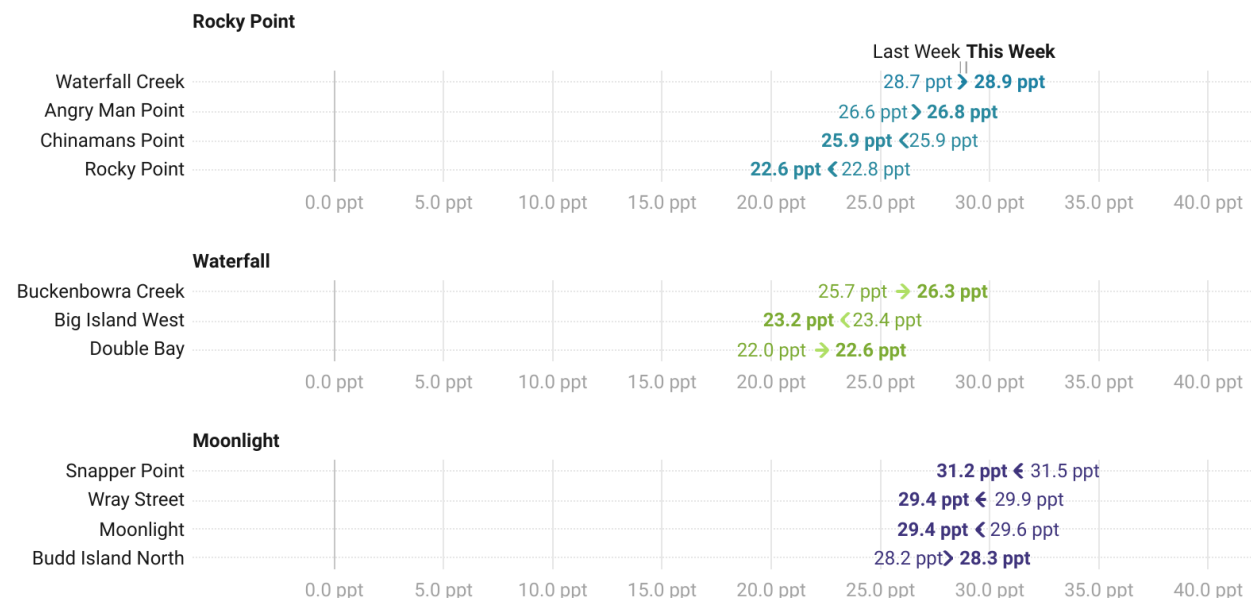 Rocky Point
Last Week This Week
Waterfall Creek 28.7 ppt 28.9 ppt
Angry Man Point 26.6 ppt 26.8 ppt
Chinamans Point 25.9 ppt 25.9 ppt
Rocky Point 22.6 ppt 22.8 ppt
0.0 ppt 5.0 ppt 10.0 ppt 15.0 ppt 20.0 ppt 25.0 ppt 30.0 ppt 35.0 ppt 40.0 ppt
Waterfall
Buckenbowra Creek 25.7 ppt 26.3 ppt
Big Island West 23.2 ppt 23.4 ppt
Double Bay 22.0 ppt 22.6 ppt
0.0 ppt 5.0 ppt 10.0 ppt 15.0 ppt 20.0 ppt 25.0 ppt 30.0 ppt 35.0 ppt 40.0 ppt
Moonlight
Snapper Point 31.2 ppt 31.5 ppt
Wray Street 29.4 ppt 29.9 ppt
Moonlight 29.4 ppt 29.6 ppt
Budd Island North 28.2 ppt 28.3 ppt
0.0 ppt 5.0 ppt 10.0 ppt 15.0 ppt 20.0 ppt 25.0 ppt 30.0 ppt 35.0 ppt 40.0 ppt